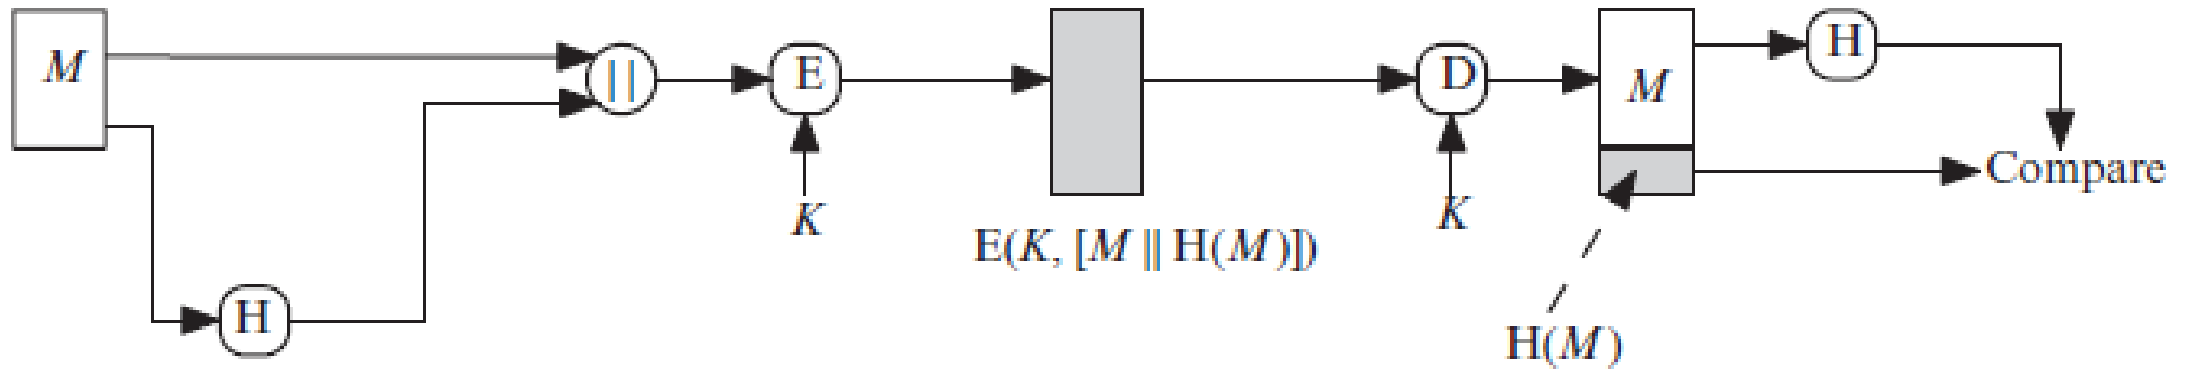 M
||
E
K
H
E(K, [M || H(M)])
D
K
M
H
Compare
H(M)